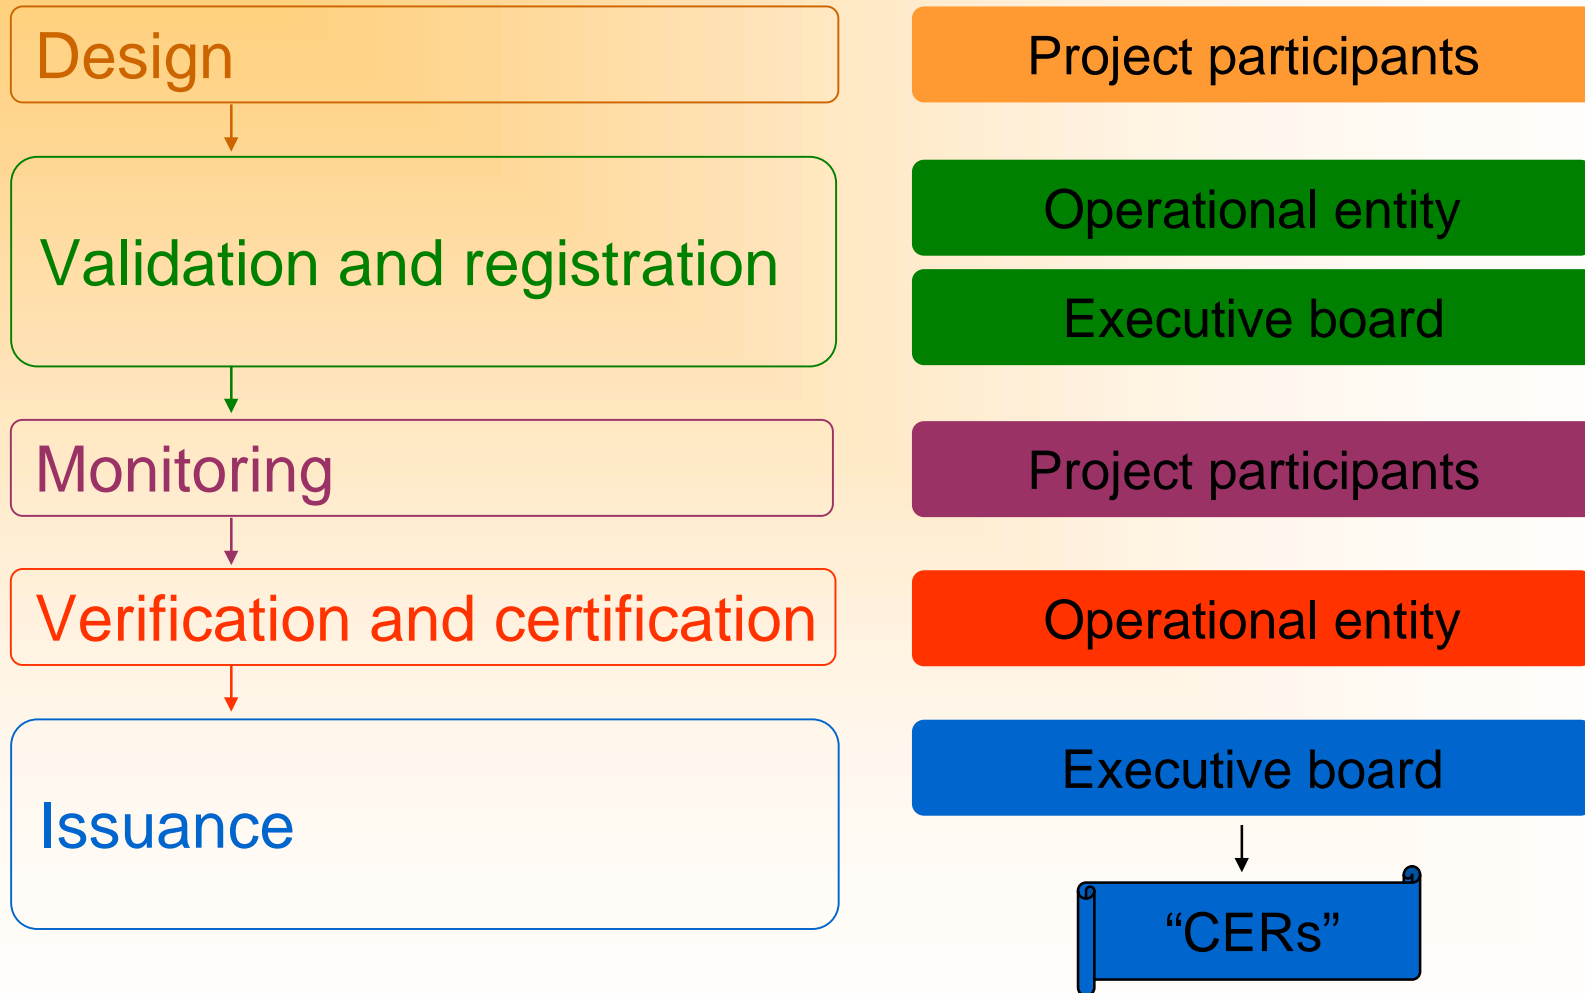 Design
Project participants
Validation and registration
Operational entity
Executive board
Monitoring
Project participants
Verification and certification
Operational entity
Issuance
Executive board
“CERs”